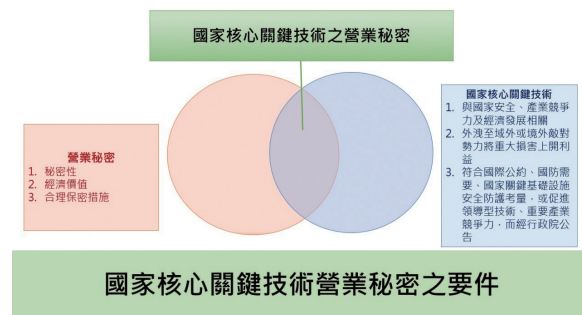 國家核心關鍵技術之營業秘密
營業秘密
1. 秘密性
2. 經濟價值
3. 合理保密措施
國家核心關鍵技術
1. 與國家安全、產業競爭
力及經濟發展相關
2. 外洩至域外或境外敵對
勢力將重大損害上開利
益
3. 符合國際公約、國防需
要、國家關鍵基礎設施
安全防護考量，或促進
領導型技術、重要產業
競爭力，而經行政院公
告
國家核心關鍵技術營業秘密之要件